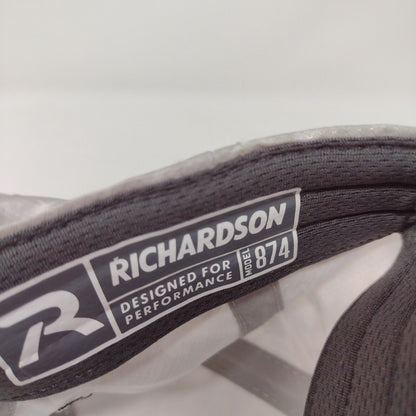 R
RICHARDSON
DESIGNED FOR
PERFORMANCE
MODEL
874